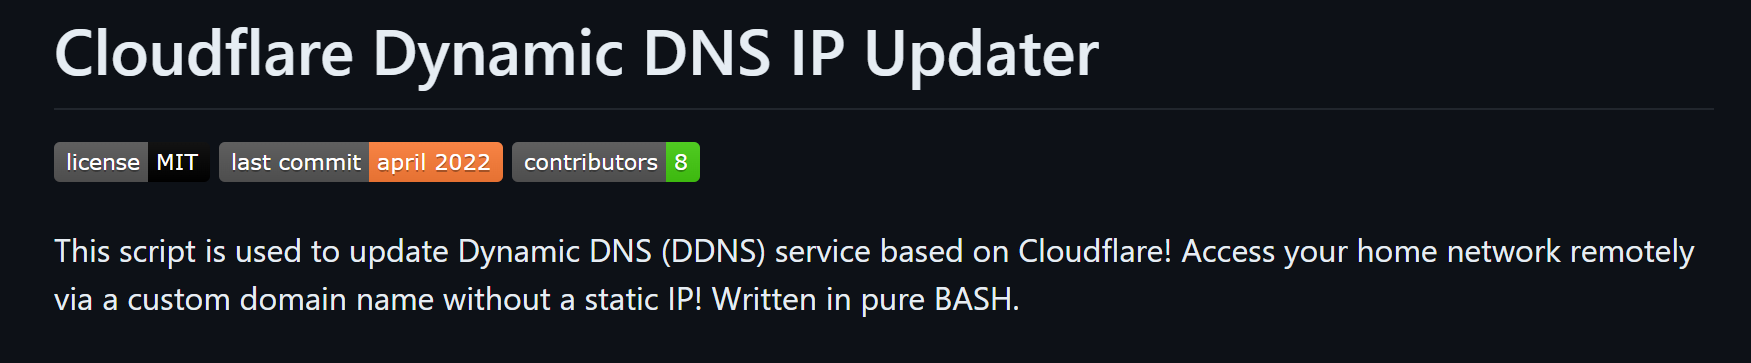 Cloudflare Dynamic DNS IP Updater
license MIT last commit april 2022 contributors 8
This script is used to update Dynamic DNS (DDNS) service based on Cloudflare! Access your home network remotely
via a custom domain name without a static IP! Written in pure BASH.